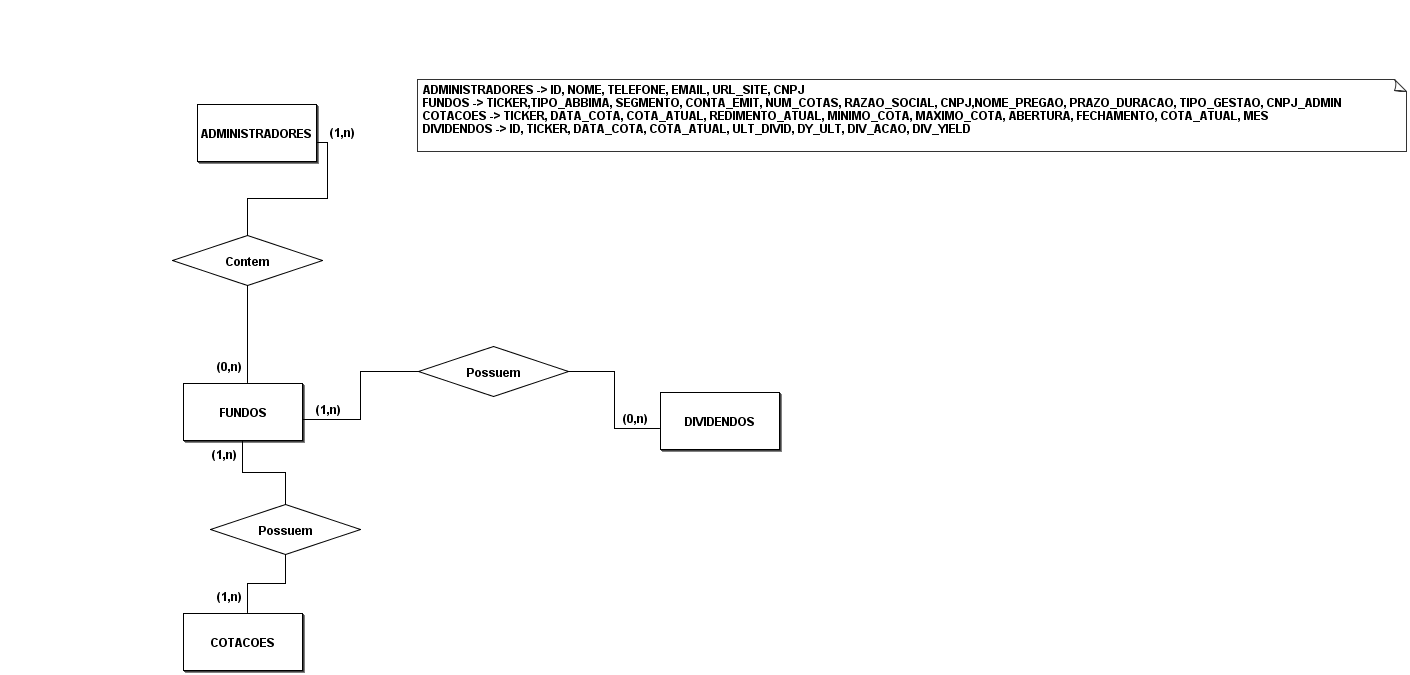 ADMINISTRADORES -> ID, NOME, TELEFONE, EMAIL, URL_SITE, CNPJ
FUNDOS -> TICKER,TIPO_ABBIMA, SEGMENTO, CONTA_EMIT, NUM_COTAS, RAZAO_SOCIAL, CNPJ,NOME_PREGAO, PRAZO_DURACAO, TIPO_GESTAO, CNPJ_ADMIN
COTACOES -> TICKER, DATA_COTA, COTA_ATUAL, REDIMENTO_ATUAL, MINIMO_COTA, MAXIMO_COTA, ABERTURA, FECHAMENTO, COTA_ATUAL, MES
DIVIDENDOS -> ID, TICKER, DATA_COTA, COTA_ATUAL, ULT_DIVID, DY_ULT, DIV_ACAO, DIV_YIELD
ADMINISTRADORES
(1,n)
Contem
(0,n)
FUNDOS
(1,n)
Possuem
(0,n)
DIVIDENDOS
(1,n)
Possuem
(1,n)
COTACOES